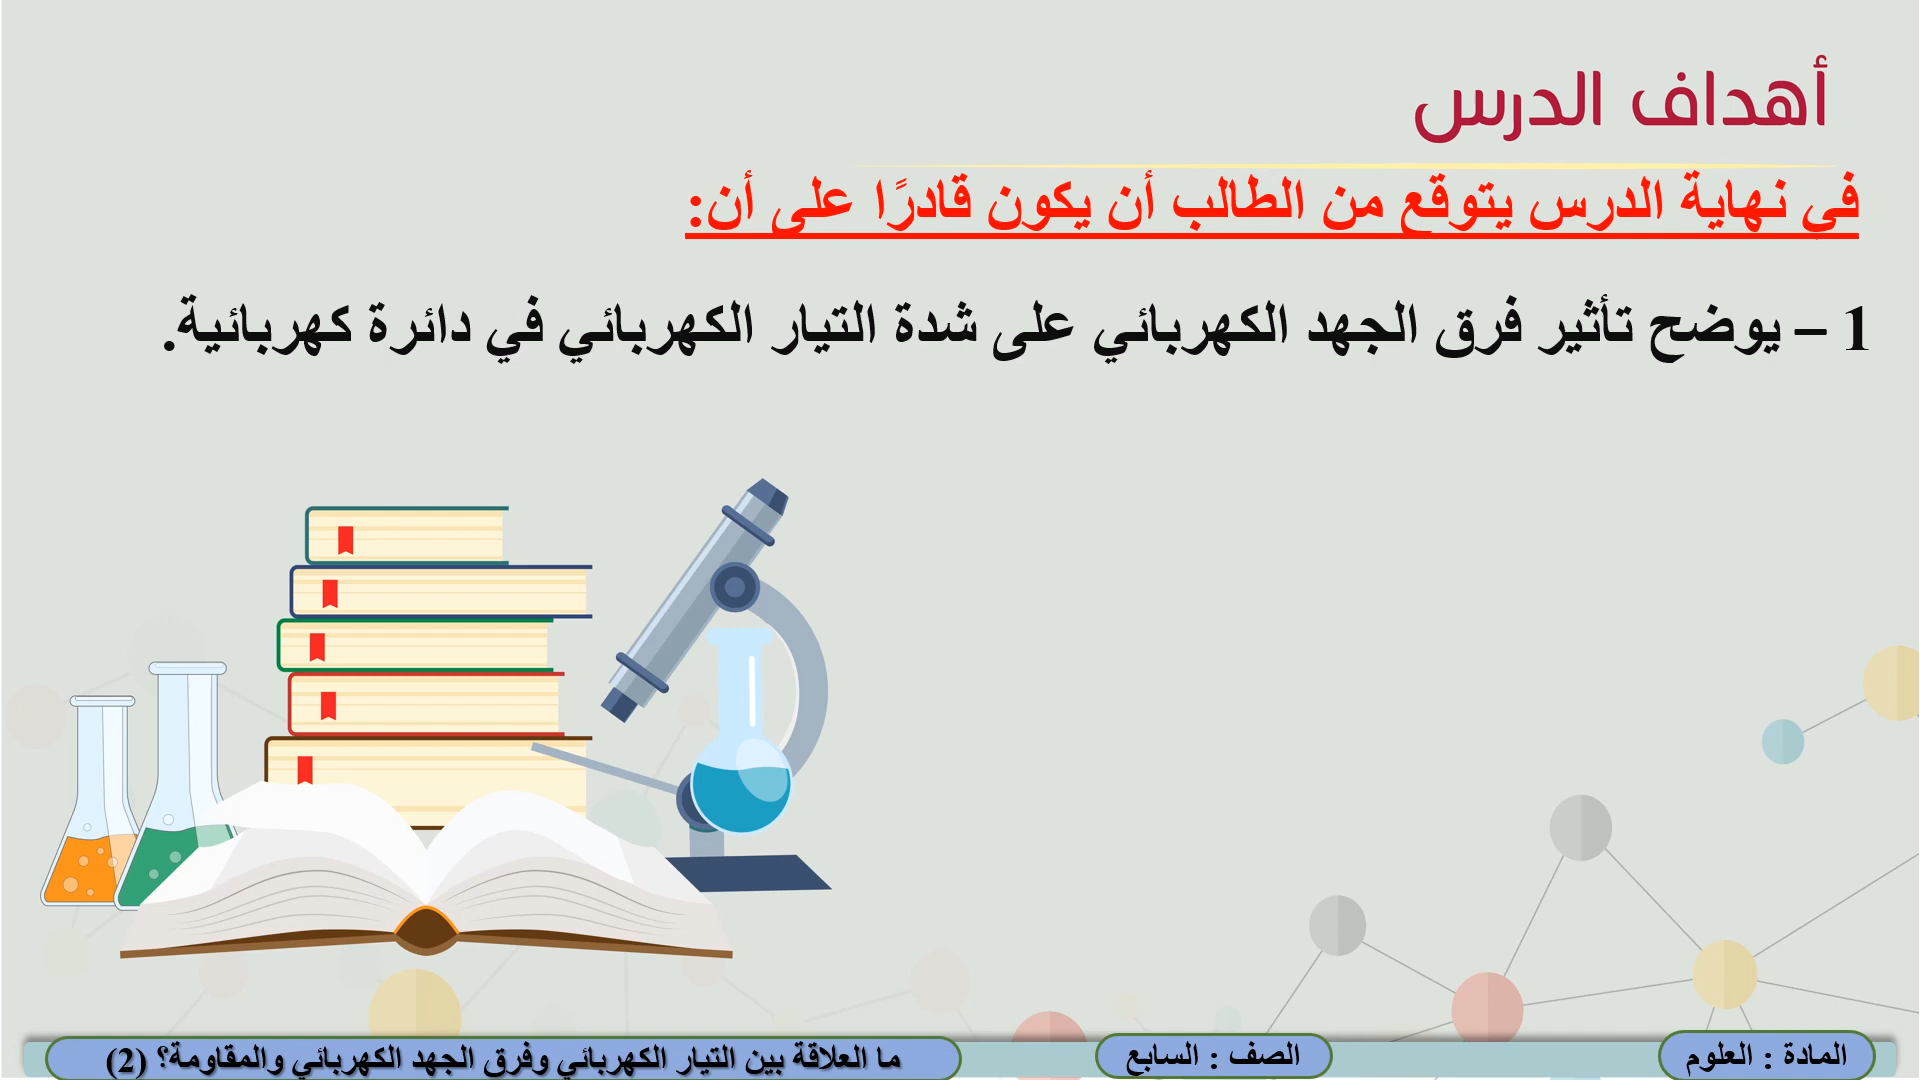 أهداف الدرس
في نهاية الدرس يتوقع من الطالب أن يكون قادرًا على أن:
1 – يوضح تأثير فرق الجهد الكهربائي على شدة التيار الكهربائي في دائرة كهربائية.
المادة : العلوم
الصف : السابع
ما العلاقة بين التيار الكهربائي وفرق الجهد الكهربائي والمقاومة؟ (2)